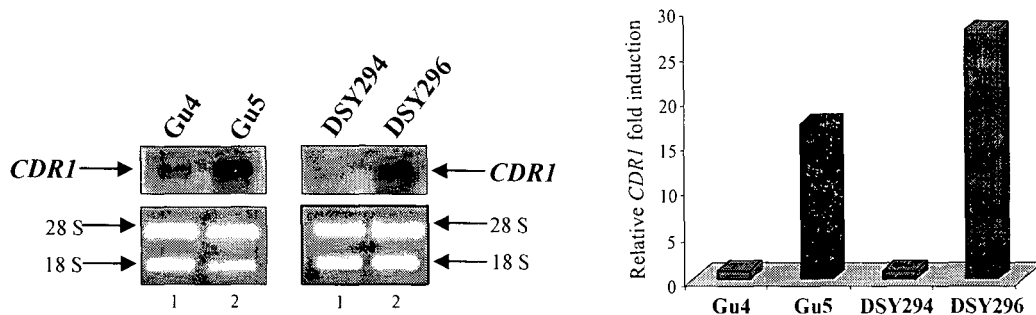 Gu4 Gu5 DSY294 DSY296
CDR1 CDR1
28 S 28 S
18 S 18 S
1 2 1 2
Relative CDR1 fold induction
30
25
20
15
10
5
0
Gu4 Gu5 DSY294 DSY296